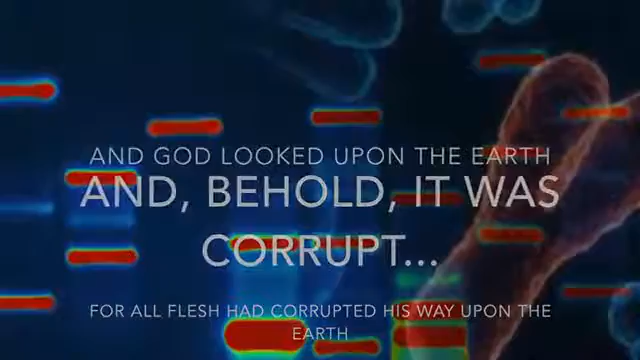 AND GOD LOOKED UPON THE EARTH
AND, BEHOLD, IT WAS
CORRUPT...
FOR ALL FLESH HAD CORRUPTED HIS WAY UPON THE
EARTH